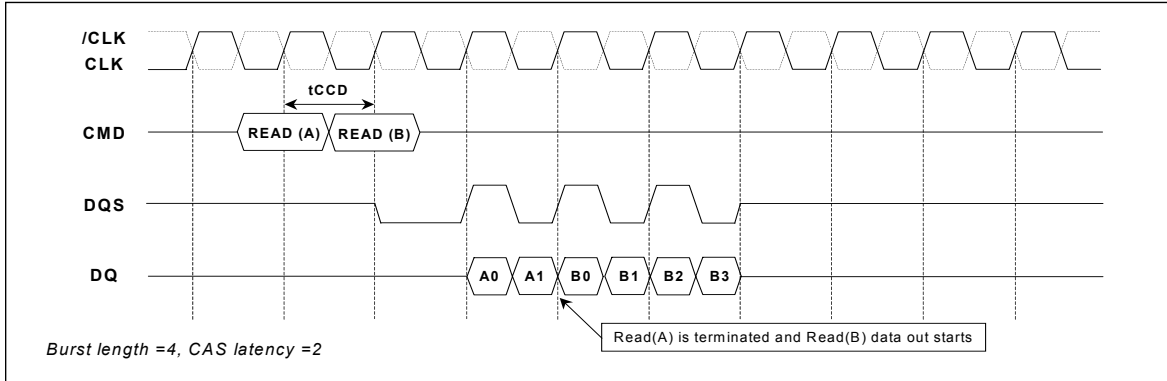 /CLK
CLK
tCCD
CMD READ (A) READ (B)
DQS
DQ A0 A1 B0 B1 B2 B3
Read(A) is terminated and Read(B) data out starts
Burst length =4, CAS latency =2